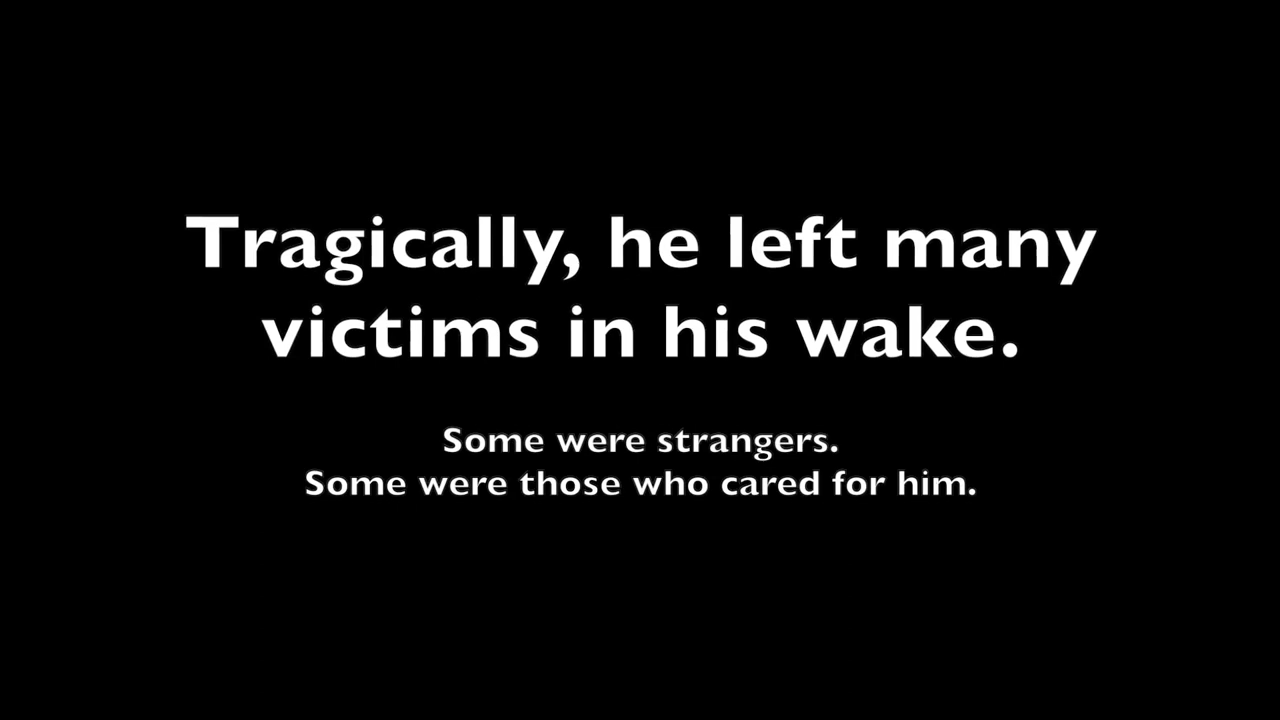 Tragically, he left many
victims in his wake.
Some were strangers.
Some were those who cared for him.